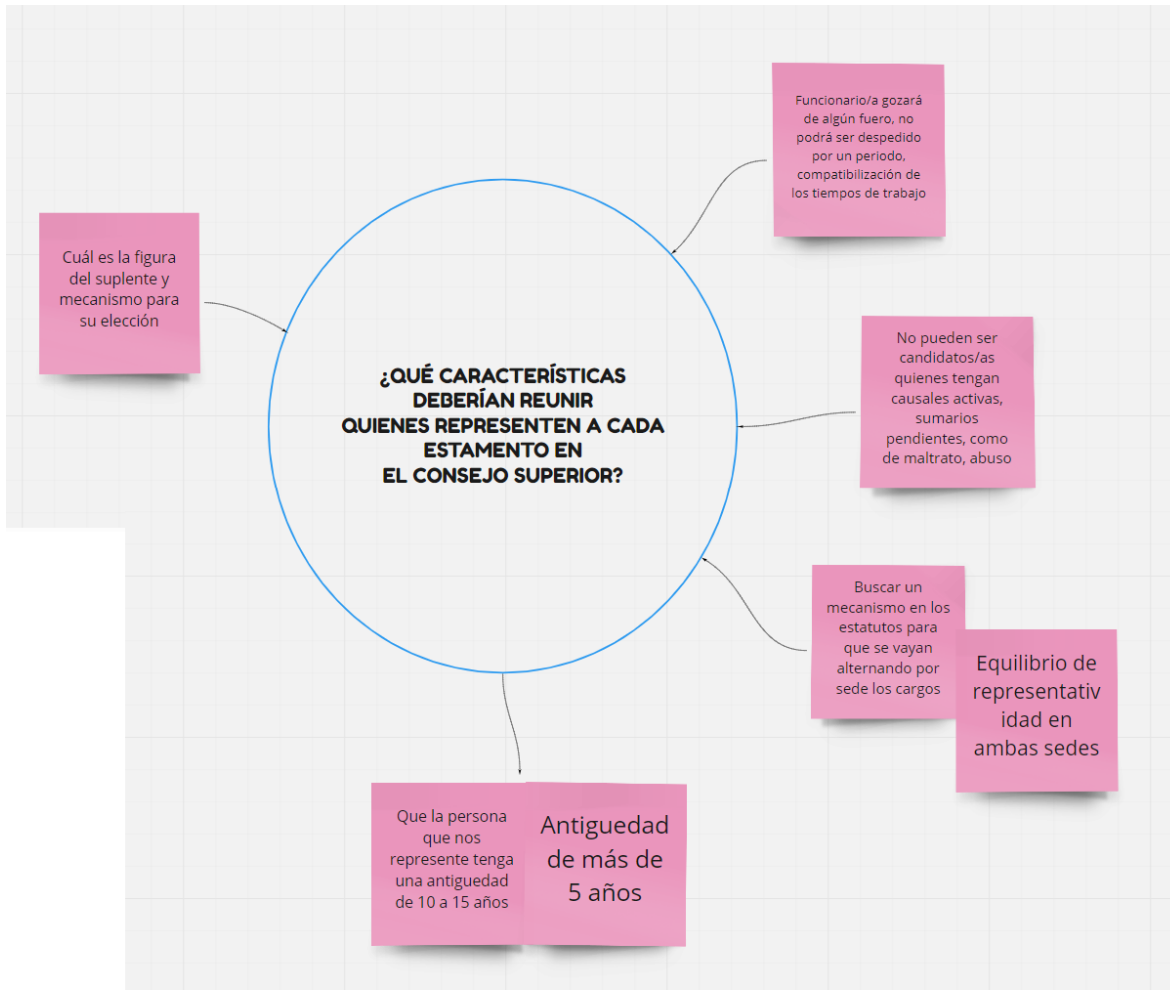 Funcionario/a gozará
de algún fuero, no
podrá ser despedido
por un periodo,
compatibilización de
los tiempos de trabajo
Cuál es la figura
del suplente y
mecanismo para
su elección
No pueden ser
candidatos/as
quienes tengan
causales activas,
sumarios
pendientes, como
de maltrato, abuso
¿QUÉ CARACTERÍSTICAS
DEBERÍAN REUNIR
QUIENES REPRESENTEN A CADA
ESTAMENTO EN
EL CONSEJO SUPERIOR?
Buscar un
mecanismo en los
estatutos para
que se vayan
alternando por
sede los cargos
Equilibrio de
representativ
idad en
ambas sedes
Que la persona
que nos
represente tenga
una antiguedad
de 10 a 15 años
Antiguedad
de más de
5 años